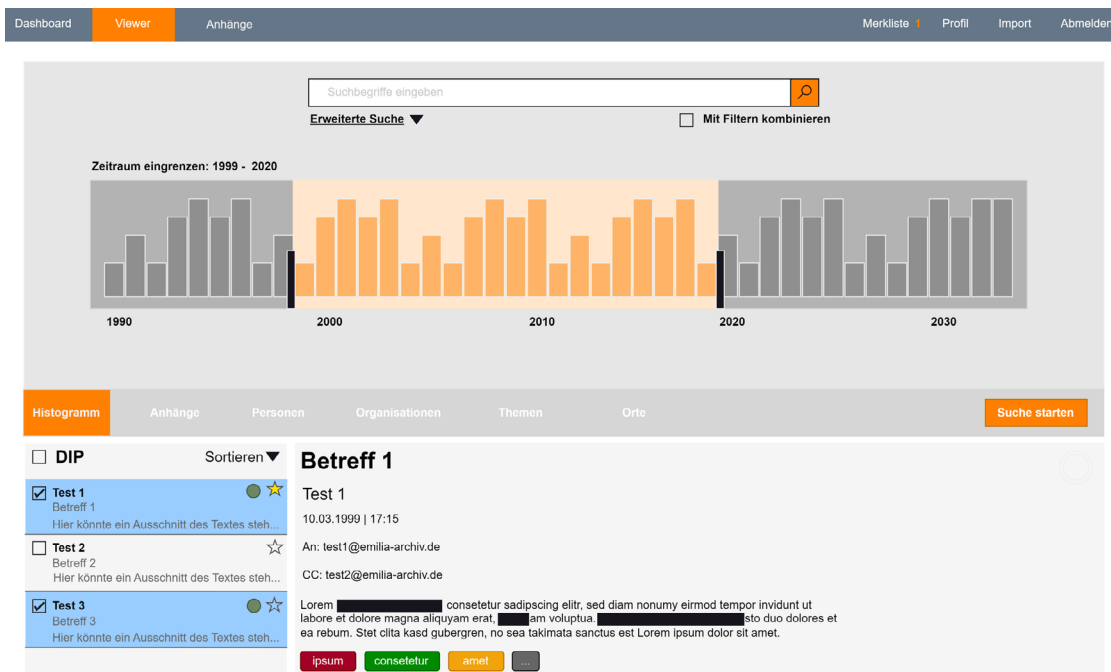 Dashboard Viewer Anhänge Merkliste 1 Profil Import Abmelden
Suchbegriffe eingeben
Erweiterte Suche Mit Filtern kombinieren
Zeitraum eingrenzen: 1999 - 2020
1990 2000 2010 2020 2030
Histogramm Anhänge Personen Organisationen Themen Orte Suche starten
DIP Sortieren
Test 1
Betreff 1
Hier könnte ein Ausschnitt des Textes steh...
Test 2
Betreff 2
Hier könnte ein Ausschnitt des Textes steh...
Test 3
Betreff 3
Hier könnte ein Ausschnitt des Textes steh...
Betreff 1
Test 1
10.03.1999 | 17:15
An: test1@emilia-archiv.de
CC: test2@emilia-archiv.de
Lorem consetetur sadipscing elitr, sed diam nonumy eirmod tempor invidunt ut
labore et dolore magna aliquyam erat, am voluptua. sto duo dolores et
ea rebum. Stet clita kasd gubergren, no sea takimata sanctus est Lorem ipsum dolor sit amet.
ipsum consetetur amet ...